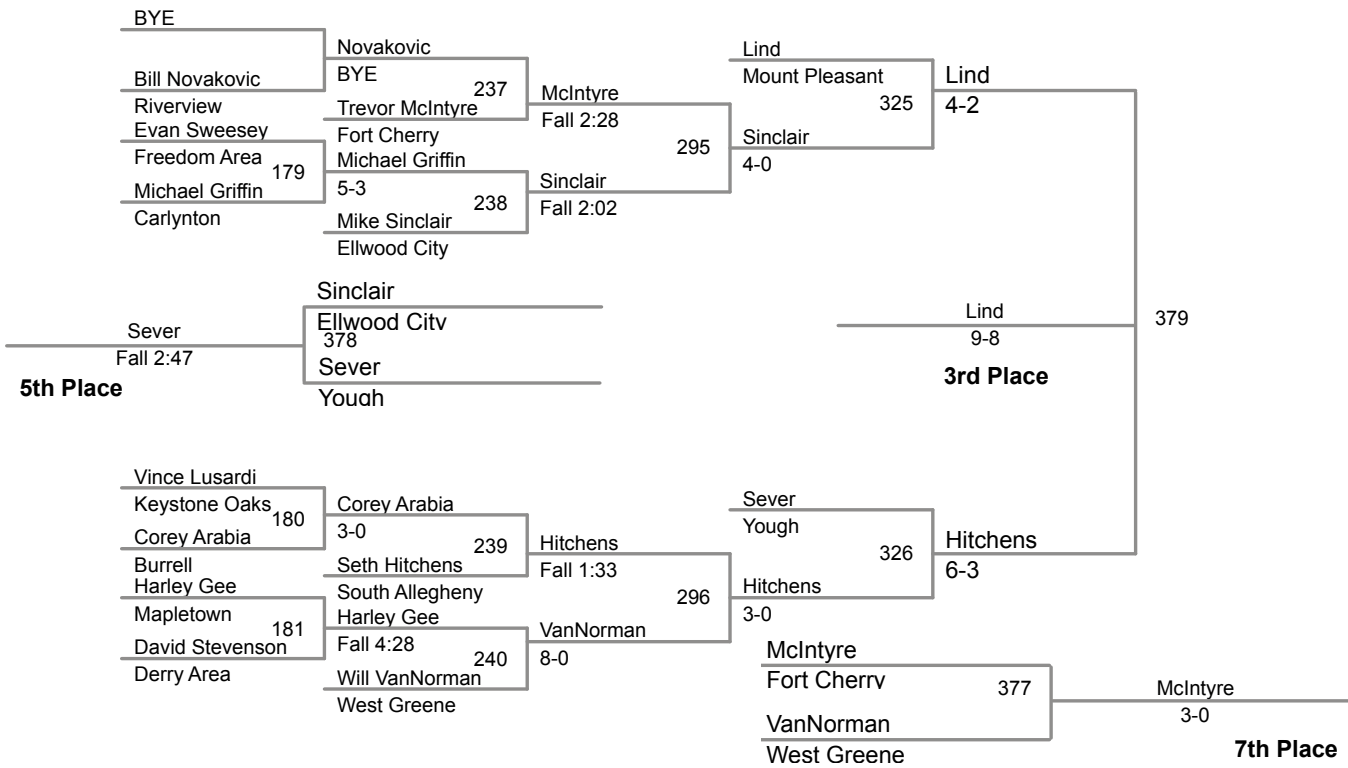 BYE
Bill Novakovic
Riverview
Evan Sweesey
Freedom Area
179
Michael Griffin
Carlynton
Novakovic
BYE
237
Trevor McIntyre
Fort Cherry
Michael Griffin
5-3
238
Mike Sinclair
Ellwood City
McIntyre
Fall 2:28
295
Sinclair
Fall 2:02
Lind
Mount Pleasant
325
Sinclair
4-0
Lind
4-2
Sinclair
Ellwood City
378
Sever
Yough
Sever
Fall 2:47
5th Place
Lind
9-8
3rd Place
379
Vince Lusardi
Keystone Oaks
180
Corey Arabia
Burrell
Harley Gee
Mapletown
181
David Stevenson
Derry Area
Corey Arabia
3-0
239
Seth Hitchens
South Allegheny
Harley Gee
Fall 4:28
240
Will VanNorman
West Greene
Hitchens
Fall 1:33
296
VanNorman
8-0
Sever
Yough
326
Hitchens
3-0
Hitchens
6-3
McIntyre
Fort Cherry
377
VanNorman
West Greene
McIntyre
3-0
7th Place